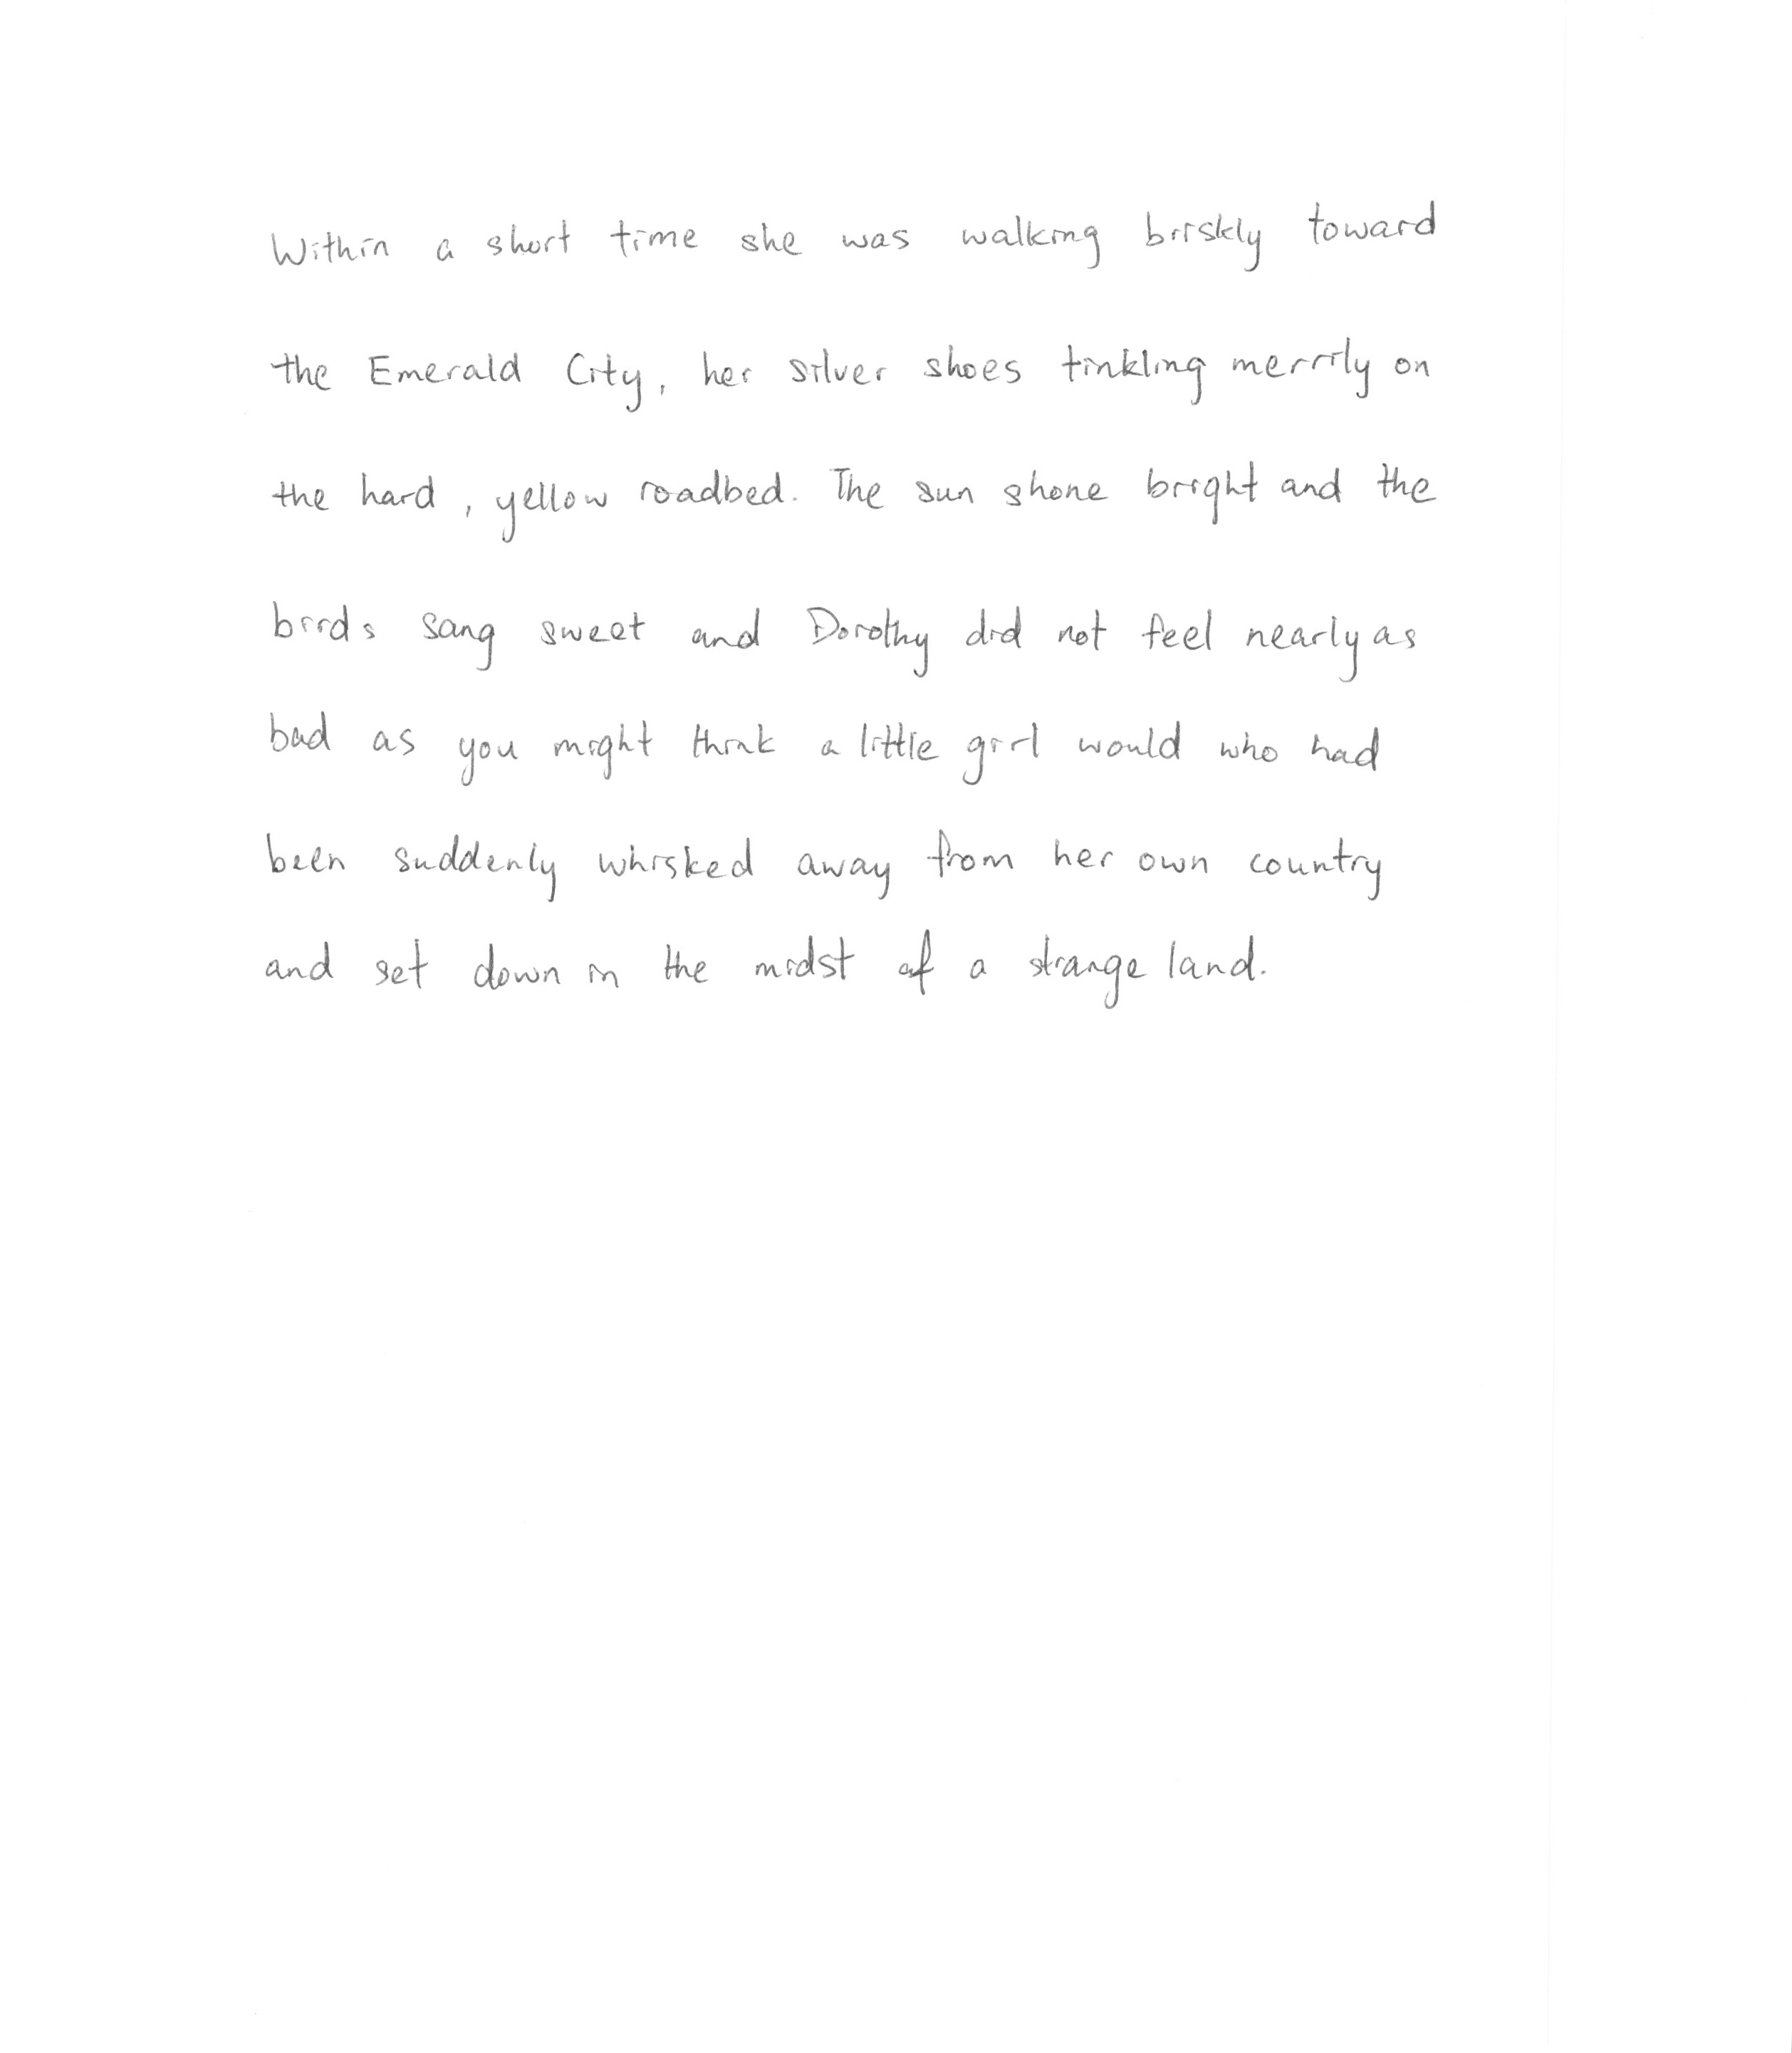 Within a short time she was walking briskly toward
the Emerald City, her silver shoes tinkling merrily on
the hard, yellow roadbed. The sun shone bright and the
birds sang sweet and Dorothy did not feel nearly as
bad as you might think a little girl would who had
been suddenly whisked away from her own country
and set down in the midst of a strange land.